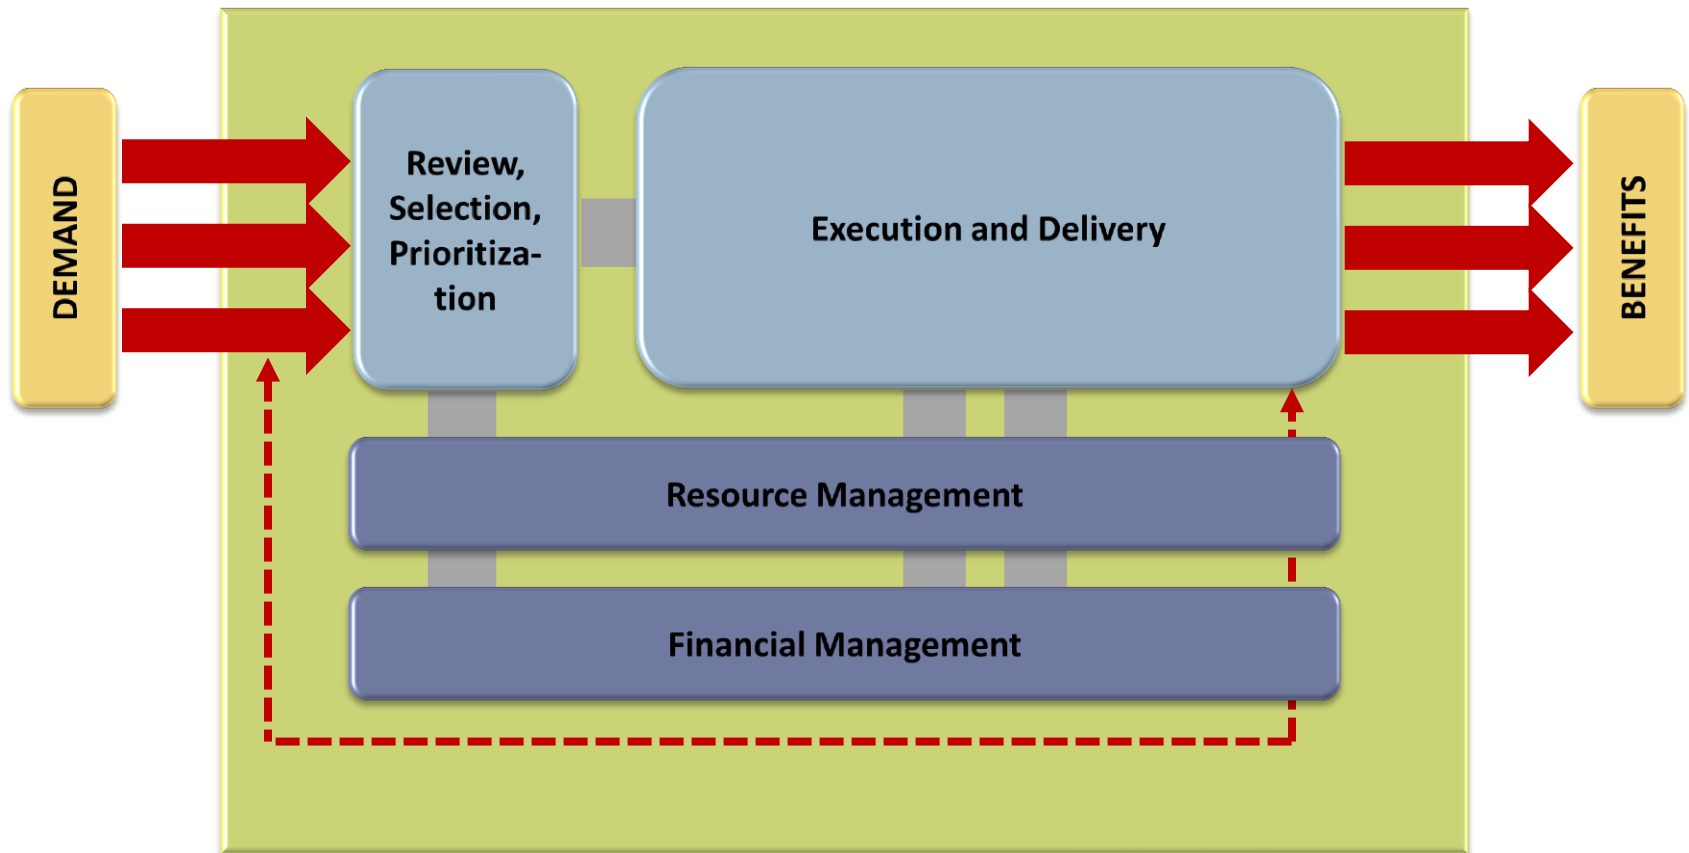 DEMAND
Review,
Selection,
Prioritiza-
tion
Execution and Delivery
BENEFITS
Resource Management
Financial Management